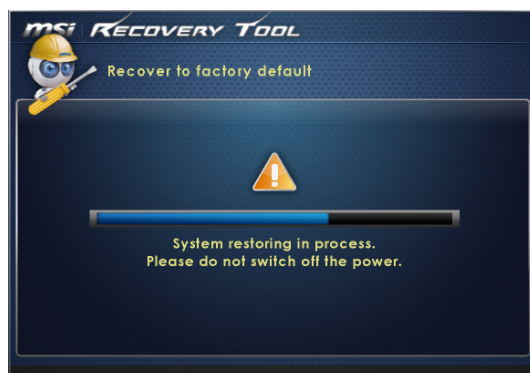 msi RECOVERY TOOL
Recover to factory default
System restoring in process.
Please do not switch off the power.